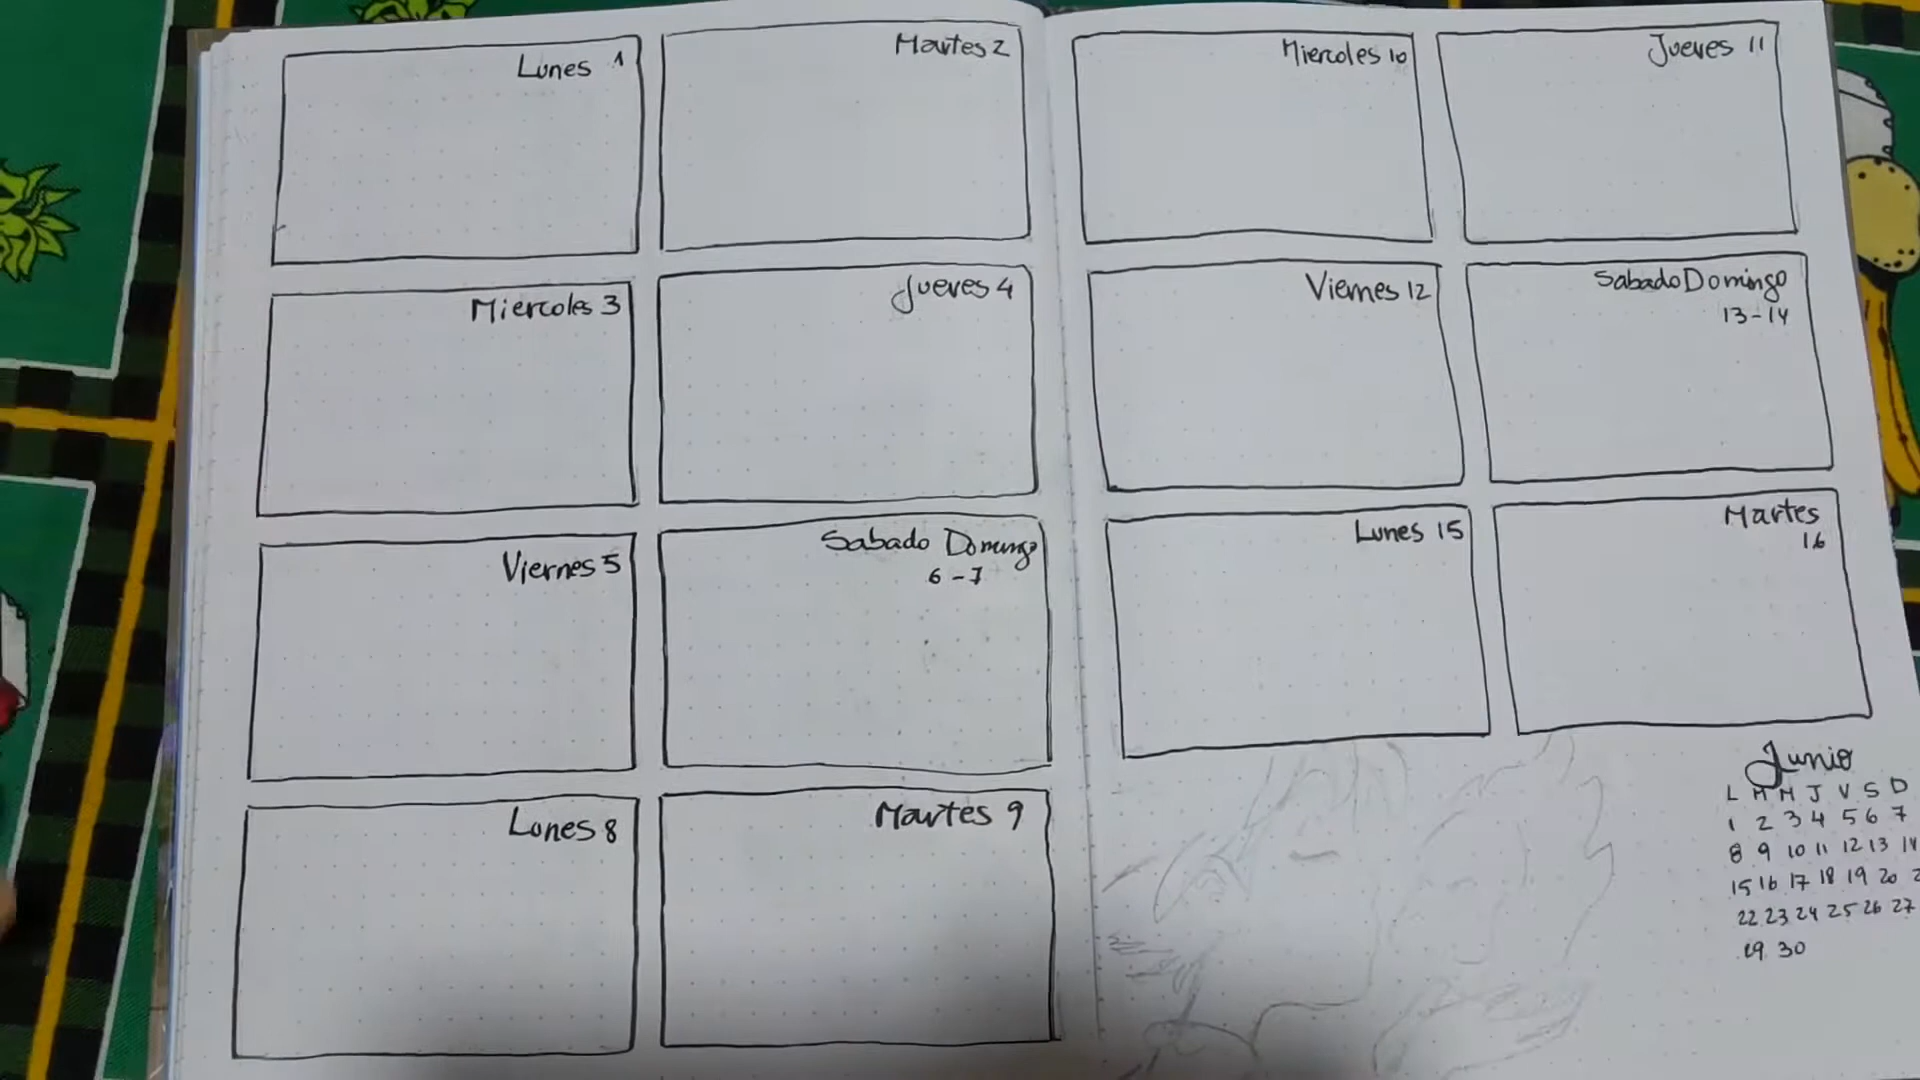 Lunes 1
Martes 2
Miercoles 3
Jueves 4
Viernes 5
Sabado Domingo
6 - 7
Lunes 8
Martes 9
Miercoles 10
Jueves 11
Viernes 12
Sabado Domingo
13 - 14
Lunes 15
Martes
16
Junio
L M M J V S D
1 2 3 4 5 6 7
8 9 10 11 12 13 14
15 16 17 18 19 20
22 23 24 25 26 27
29 30